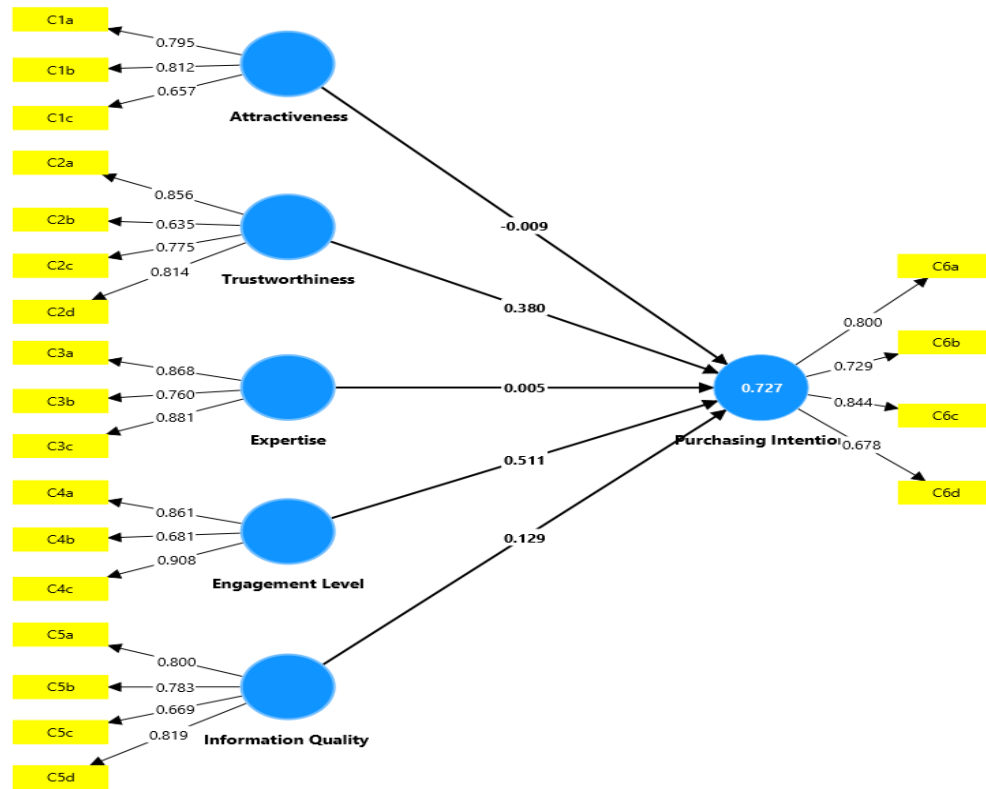 C1a
0.795
C1b
0.812
C1c
0.657
Attractiveness
C2a
0.856
C2b
0.635
C2c
0.775
C2d
0.814
Trustworthiness
C3a
0.868
C3b
0.760
C3c
0.881
Expertise
C4a
0.861
C4b
0.681
C4c
0.908
Engagement Level
C5a
0.800
C5b
0.783
C5c
0.669
C5d
0.819
Information Quality
-0.009
0.380
0.005
0.511
0.129
0.727
Purchasing Intentio
C6a
0.800
C6b
0.729
C6c
0.844
C6d
0.678